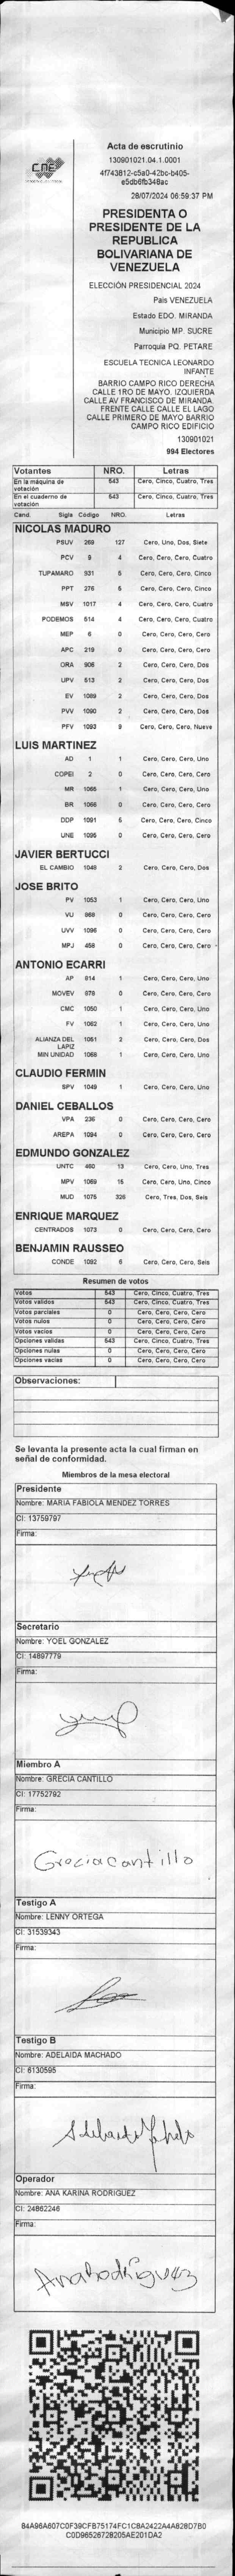 CNE
Acta de escrutinio
130901021.04.1.0001
4f743812-c5a0-42bc-b405-
e5db6fb348ac
28/07/2024 06:59:37 PM
PRESIDENTA O
PRESIDENTE DE LA
REPUBLICA
BOLIVARIANA DE
VENEZUELA
ELECCIÓN PRESIDENCIAL 2024
Pais VENEZUELA
Estado EDO. MIRANDA
Municipio MP. SUCRE
Parroquia PQ. PETARE
ESCUELA TECNICA LEONARDO
INFANTE
BARRIO CAMPO RICO DERECHA
CALLE 1RO DE MAYO. IZQUIERDA
CALLE AV FRANCISCO DE MIRANDA.
FRENTE CALLE CALLE EL LAGO
CALLE PRIMERO DE MAYO BARRIO
CAMPO RICO EDIFICIO
130901021
994 Electores
Votantes NRO. Letras
En la máquina de votación 543 Cero, Cinco, Cuatro, Tres
En el cuaderno de votación 543 Cero, Cinco, Cuatro, Tres
Cand. Sigla Código NRO. Letras
NICOLAS MADURO
PSUV 269 127 Cero, Uno, Dos, Siete
PCV 9 4 Cero, Cero, Cero, Cuatro
TUPAMARO 931 5 Cero, Cero, Cero, Cinco
PPT 276 5 Cero, Cero, Cero, Cinco
MSV 1017 4 Cero, Cero, Cero, Cuatro
PODEMOS 514 4 Cero, Cero, Cero, Cuatro
MEP 6 0 Cero, Cero, Cero, Cero
APC 219 0 Cero, Cero, Cero, Cero
ORA 906 2 Cero, Cero, Cero, Dos
UPV 513 2 Cero, Cero, Cero, Dos
EV 1089 2 Cero, Cero, Cero, Dos
PVV 1090 2 Cero, Cero, Cero, Dos
PFV 1093 9 Cero, Cero, Cero, Nueve
LUIS MARTINEZ
AD 1 1 Cero, Cero, Cero, Uno
COPEI 2 0 Cero, Cero, Cero, Cero
MR 1065 1 Cero, Cero, Cero, Uno
BR 1066 0 Cero, Cero, Cero, Cero
DDP 1091 5 Cero, Cero, Cero, Cinco
UNE 1095 0 Cero, Cero, Cero, Cero
JAVIER BERTUCCI
EL CAMBIO 1048 2 Cero, Cero, Cero, Dos
JOSE BRITO
PV 1053 1 Cero, Cero, Cero, Uno
VU 868 0 Cero, Cero, Cero, Cero
UVV 1096 0 Cero, Cero, Cero, Cero
MPJ 458 0 Cero, Cero, Cero, Cero
ANTONIO ECARRI
AP 814 1 Cero, Cero, Cero, Uno
MOVEV 979 0 Cero, Cero, Cero, Cero
CMC 1050 1 Cero, Cero, Cero, Uno
FV 1062 1 Cero, Cero, Cero, Uno
ALIANZA DEL LAPIZ 1061 2 Cero, Cero, Cero, Dos
MIN UNIDAD 1068 1 Cero, Cero, Cero, Uno
CLAUDIO FERMIN
SPV 1049 1 Cero, Cero, Cero, Uno
DANIEL CEBALLOS
VPA 236 0 Cero, Cero, Cero, Cero
AREPA 1094 0 Cero, Cero, Cero, Cero
EDMUNDO GONZALEZ
UNTC 460 13 Cero, Cero, Uno, Tres
MPV 1069 15 Cero, Cero, Uno, Cinco
MUD 1075 326 Cero, Tres, Dos, Seis
ENRIQUE MARQUEZ
CENTRADOS 1073 0 Cero, Cero, Cero, Cero
BENJAMIN RAUSSEO
CONDE 1082 6 Cero, Cero, Cero, Seis
Resumen de votos
Votos 543 Cero, Cinco, Cuatro, Tres
Votos validos 543 Cero, Cinco, Cuatro, Tres
Votos parciales 0 Cero, Cero, Cero, Cero
Votos nulos 0 Cero, Cero, Cero, Cero
Votos vacios 0 Cero, Cero, Cero, Cero
Opciones validas 543 Cero, Cinco, Cuatro, Tres
Opciones nulas 0 Cero, Cero, Cero, Cero
Opciones vacias 0 Cero, Cero, Cero, Cero
Observaciones:
Se levanta la presente acta la cual firman en
señal de conformidad.
Miembros de la mesa electoral
Presidente
Nombre: MARIA FABIOLA MENDEZ TORRES
CI: 13759797
Firma:
Secretario
Nombre: YOEL GONZALEZ
CI: 14897779
Firma:
Miembro A
Nombre: GRECIA CANTILLO
CI: 17752792
Firma:
Grecia cantillo
Testigo A
Nombre: LENNY ORTEGA
CI: 31539343
Firma:
Testigo B
Nombre: ADELAIDA MACHADO
CI: 6130595
Firma:
Operador
Nombre: ANA KARINA RODRIGUEZ
CI: 24862246
Firma:
Ana Rodríguez
84A96A607C0F39CFB75174FC1C8A2422A4A828D7B0
C0D96526728205AE201DA2